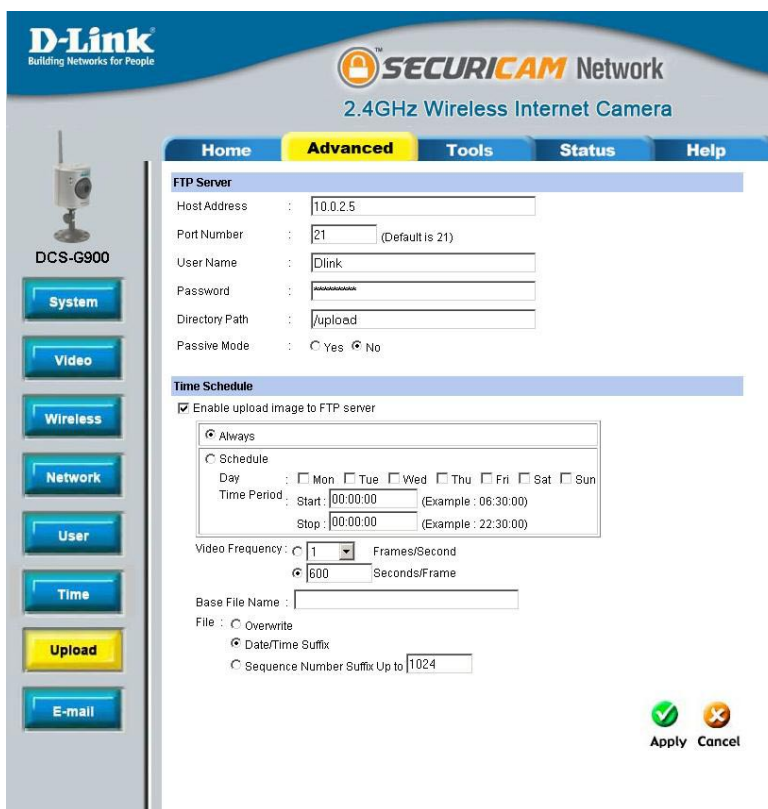 D-Link
Building Networks for People
SECURICAM Network
™
2.4GHz Wireless Internet Camera
Home Advanced Tools Status Help
DCS-G900
System
Video
Wireless
Network
User
Time
Upload
E-mail
FTP Server
Host Address : 10.0.2.5
Port Number : 21 (Default is 21)
User Name : Dlink
Password : *********
Directory Path : /upload
Passive Mode : Yes No
Time Schedule
Enable upload image to FTP server
Always
Schedule
Day : Mon Tue Wed Thu Fri Sat Sun
Time Period : Start : 00:00:00 (Example : 06:30:00)
Stop : 00:00:00 (Example : 22:30:00)
Video Frequency : 1 Frames/Second
600 Seconds/Frame
Base File Name :
File : Overwrite
Date/Time Suffix
Sequence Number Suffix Up to 1024
Apply Cancel